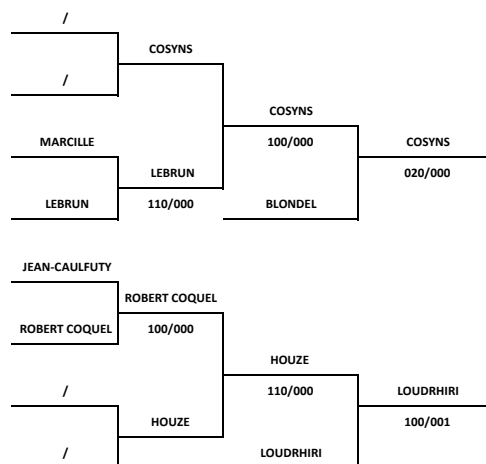 /
COSYNS
/
COSYNS
MARCILLE
100/000
COSYNS
LEBRUN
020/000
LEBRUN
110/000
BLONDEL
JEAN-CAULFUTY
ROBERT COQUEL
ROBERT COQUEL
100/000
HOUZE
/
110/000
LOUDRHIRI
HOUZE
100/001
/
LOUDRHIRI